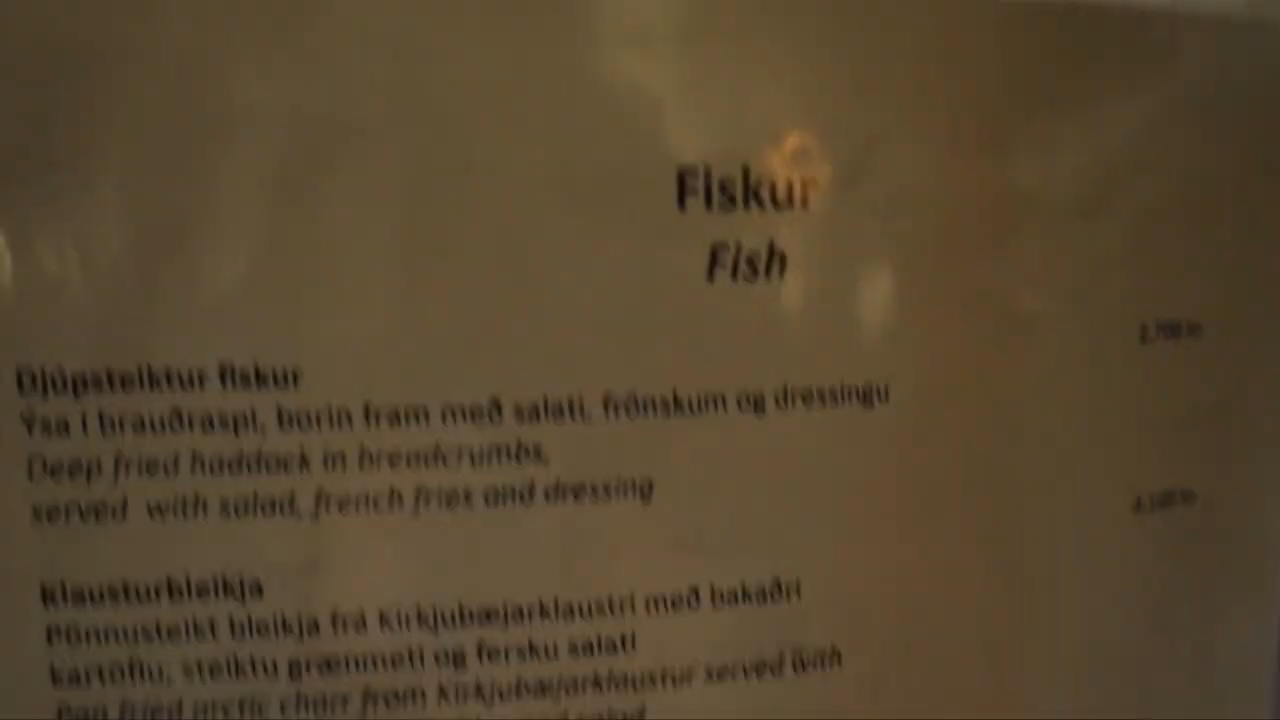 Fiskur
Fish
Djúpsteiktur fiskur
Ýsa í brauðraspi, borin fram með salati, frönskum og dressingu
Deep fried haddock in breadcrumbs,
served with salad, french fries and dressing
Klausturbleikja
Pönnusteikt bleikja frá Kirkjubæjarklaustri með bakaðri
kartöflu, steiktu grænmeti og fersku salati
Pan fried arctic charr from Kirkjubæjarklaustur served with
salad